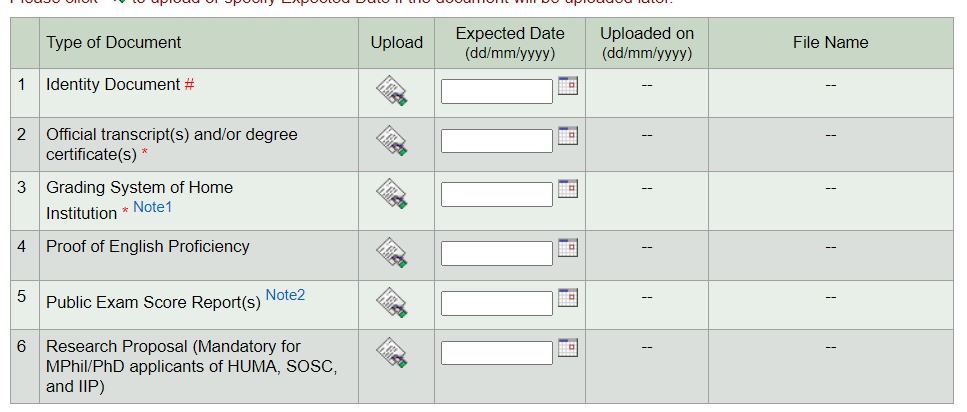 Please click to upload or specify Expected Date if the document will be uploaded later.
Type of Document Upload Expected Date (dd/mm/yyyy) Uploaded on (dd/mm/yyyy) File Name
1 Identity Document # -- --
2 Official transcript(s) and/or degree certificate(s) * -- --
3 Grading System of Home Institution * Note1 -- --
4 Proof of English Proficiency -- --
5 Public Exam Score Report(s) Note2 -- --
6 Research Proposal (Mandatory for MPhil/PhD applicants of HUMA, SOSC, and IIP) -- --